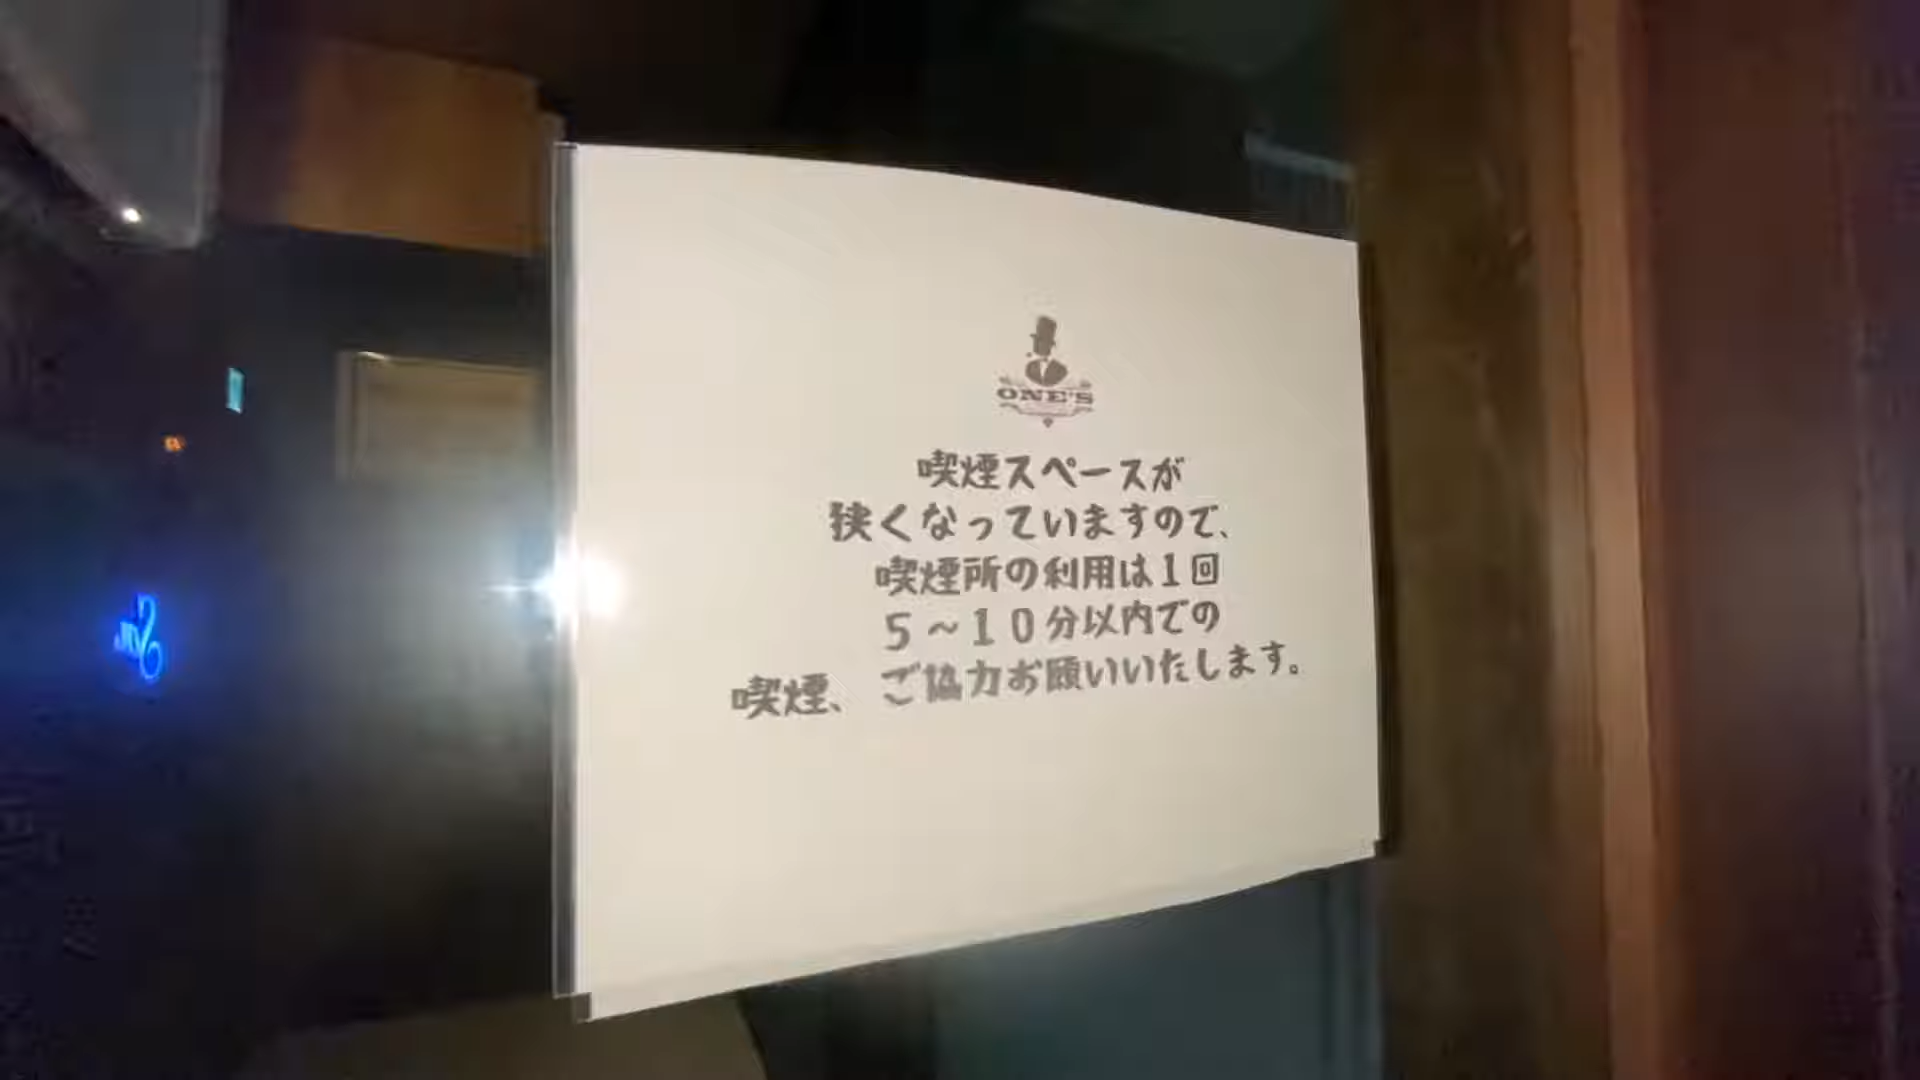 ONE'S
喫煙スペースが
狭くなっていますので、
喫煙所の利用は1回
5~10分以内での
喫煙、ご協力お願いいたします。